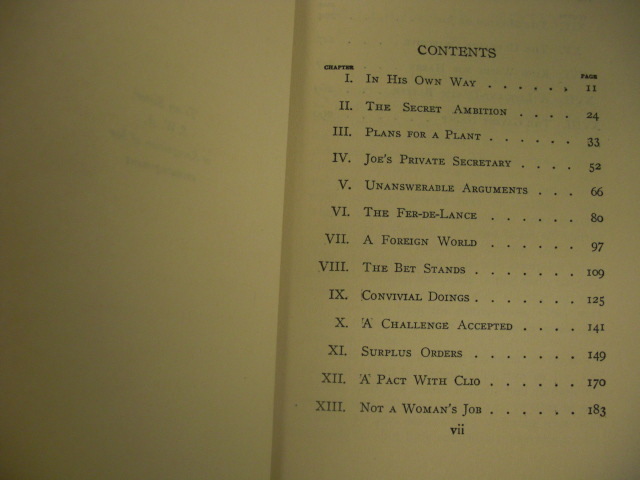 CONTENTS
CHAPTER PAGE
I. In His Own Way . . . . . . 11
II. The Secret Ambition . . . . 24
III. Plans for a Plant . . . . . . 33
IV. Joe's Private Secretary . . . . 52
V. Unanswerable Arguments . . . 66
VI. The Fer-de-Lance . . . . . . 80
VII. A Foreign World . . . . . . 97
VIII. The Bet Stands . . . . . . . 109
IX. Convivial Doings . . . . . . . 125
X. A Challenge Accepted . . . . 141
XI. Surplus Orders . . . . . . . 149
XII. A Pact With Clio . . . . . . 170
XIII. Not a Woman's Job . . . . . . 183
vii